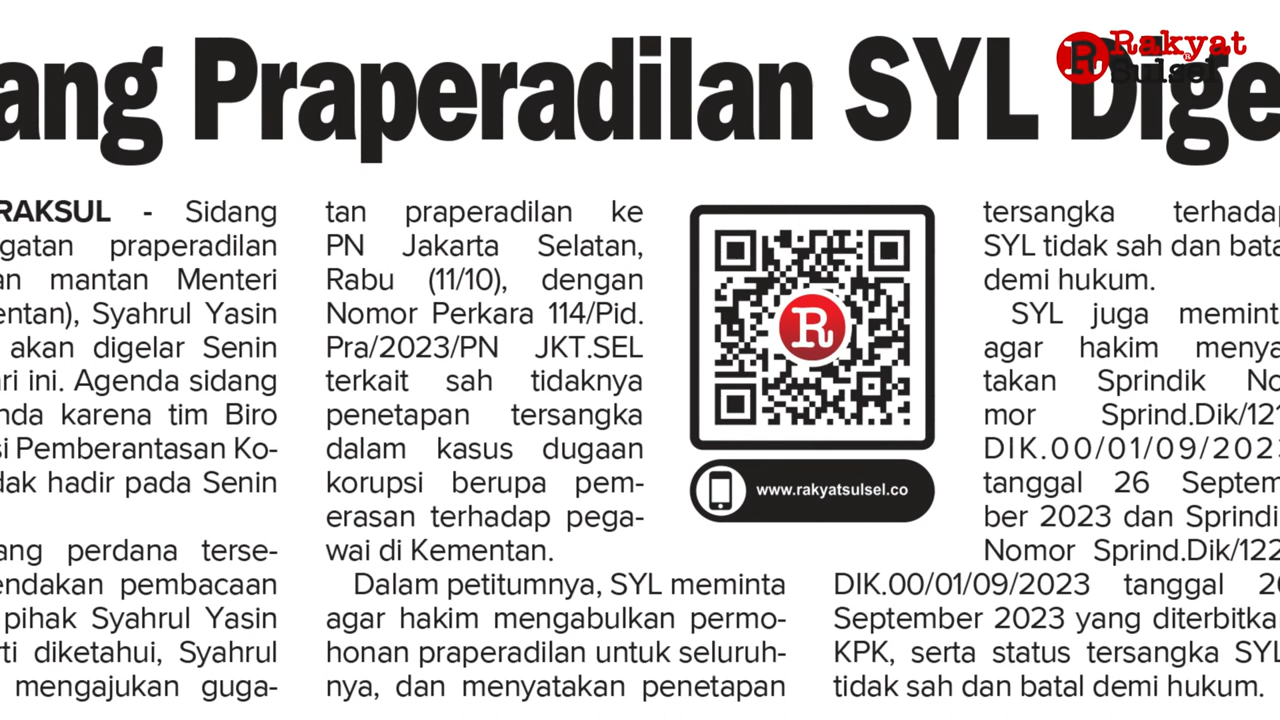 ang Praperadilan SYL Dige
Rakyat
Sulsel
RAKSUL - Sidang
gatan praperadilan
an mantan Menteri
entan), Syahrul Yasin
akan digelar Senin
ari ini. Agenda sidang
nda karena tim Biro
si Pemberantasan Ko-
dak hadir pada Senin
ang perdana terse-
endakan pembacaan
pihak Syahrul Yasin
rti diketahui, Syahrul
mengajukan guga-
tan praperadilan ke
PN Jakarta Selatan,
Rabu (11/10), dengan
Nomor Perkara 114/Pid.
Pra/2023/PN JKT.SEL
terkait sah tidaknya
penetapan tersangka
dalam kasus dugaan
korupsi berupa pem-
erasan terhadap pega-
wai di Kementan.
Dalam petitumnya, SYL meminta
agar hakim mengabulkan permo-
honan praperadilan untuk seluruh-
nya, dan menyatakan penetapan
R
www.rakyatsulsel.co
tersangka terhadap
SYL tidak sah dan batal
demi hukum.
SYL juga meminta
agar hakim menya-
takan Sprindik No-
mor Sprind.Dik/121
DIK.00/01/09/2023
tanggal 26 Septem-
ber 2023 dan Sprindi
Nomor Sprind.Dik/122
DIK.00/01/09/2023 tanggal 26
September 2023 yang diterbitkan
KPK, serta status tersangka SYL
tidak sah dan batal demi hukum.